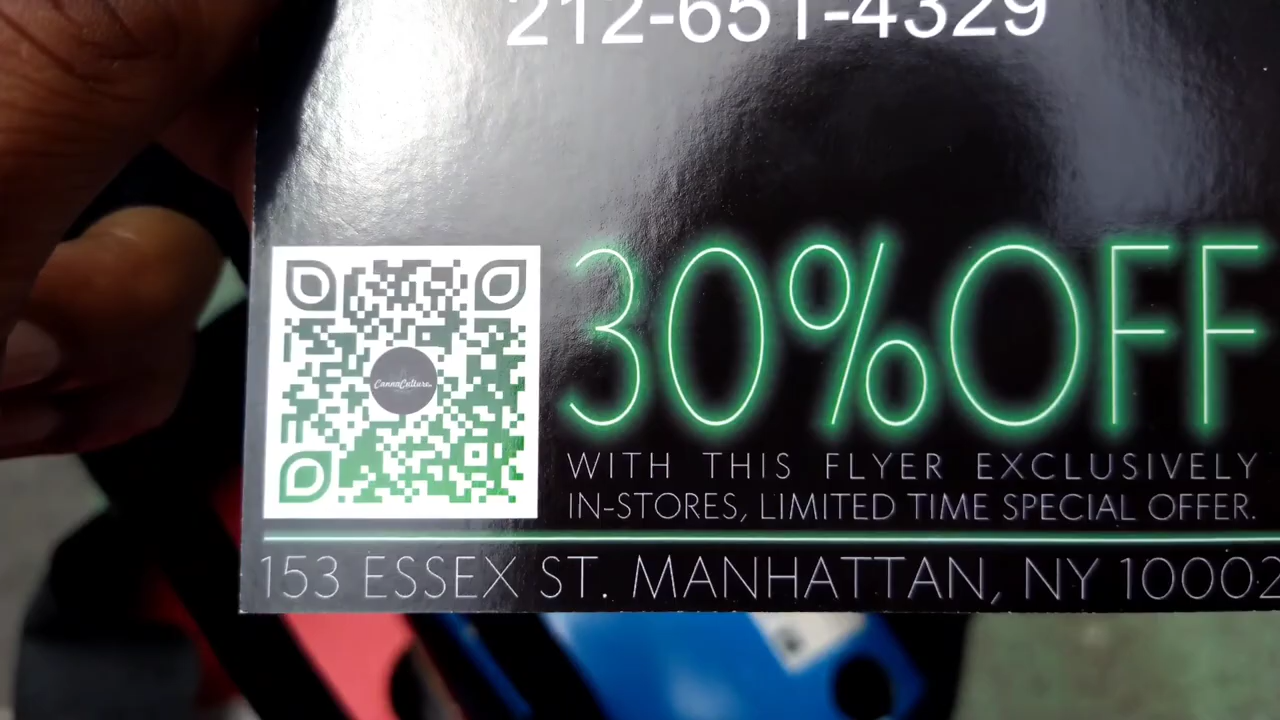 212-651-4329
30%OFF
WITH THIS FLYER EXCLUSIVELY
IN-STORES, LIMITED TIME SPECIAL OFFER.
CannaCulture
153 ESSEX ST. MANHATTAN, NY 10002